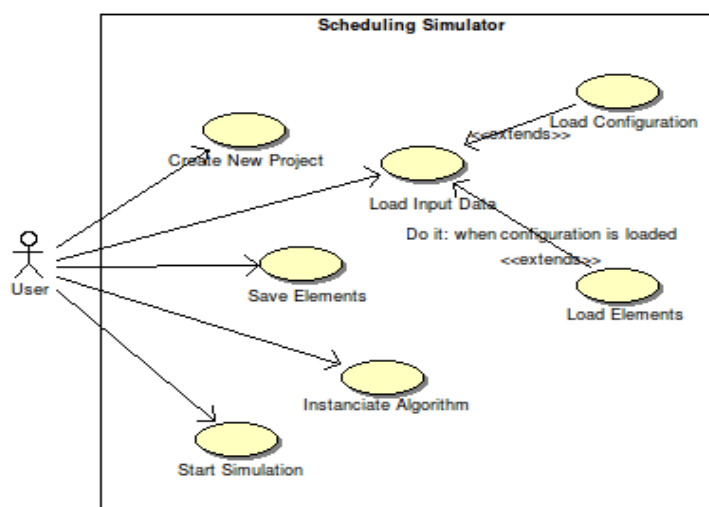 Scheduling Simulator
Load Configuration
<<extends>>
Create New Project
Load Input Data
Do it: when configuration is loaded
<<extends>>
User
Save Elements
Load Elements
Instanciate Algorithm
Start Simulation